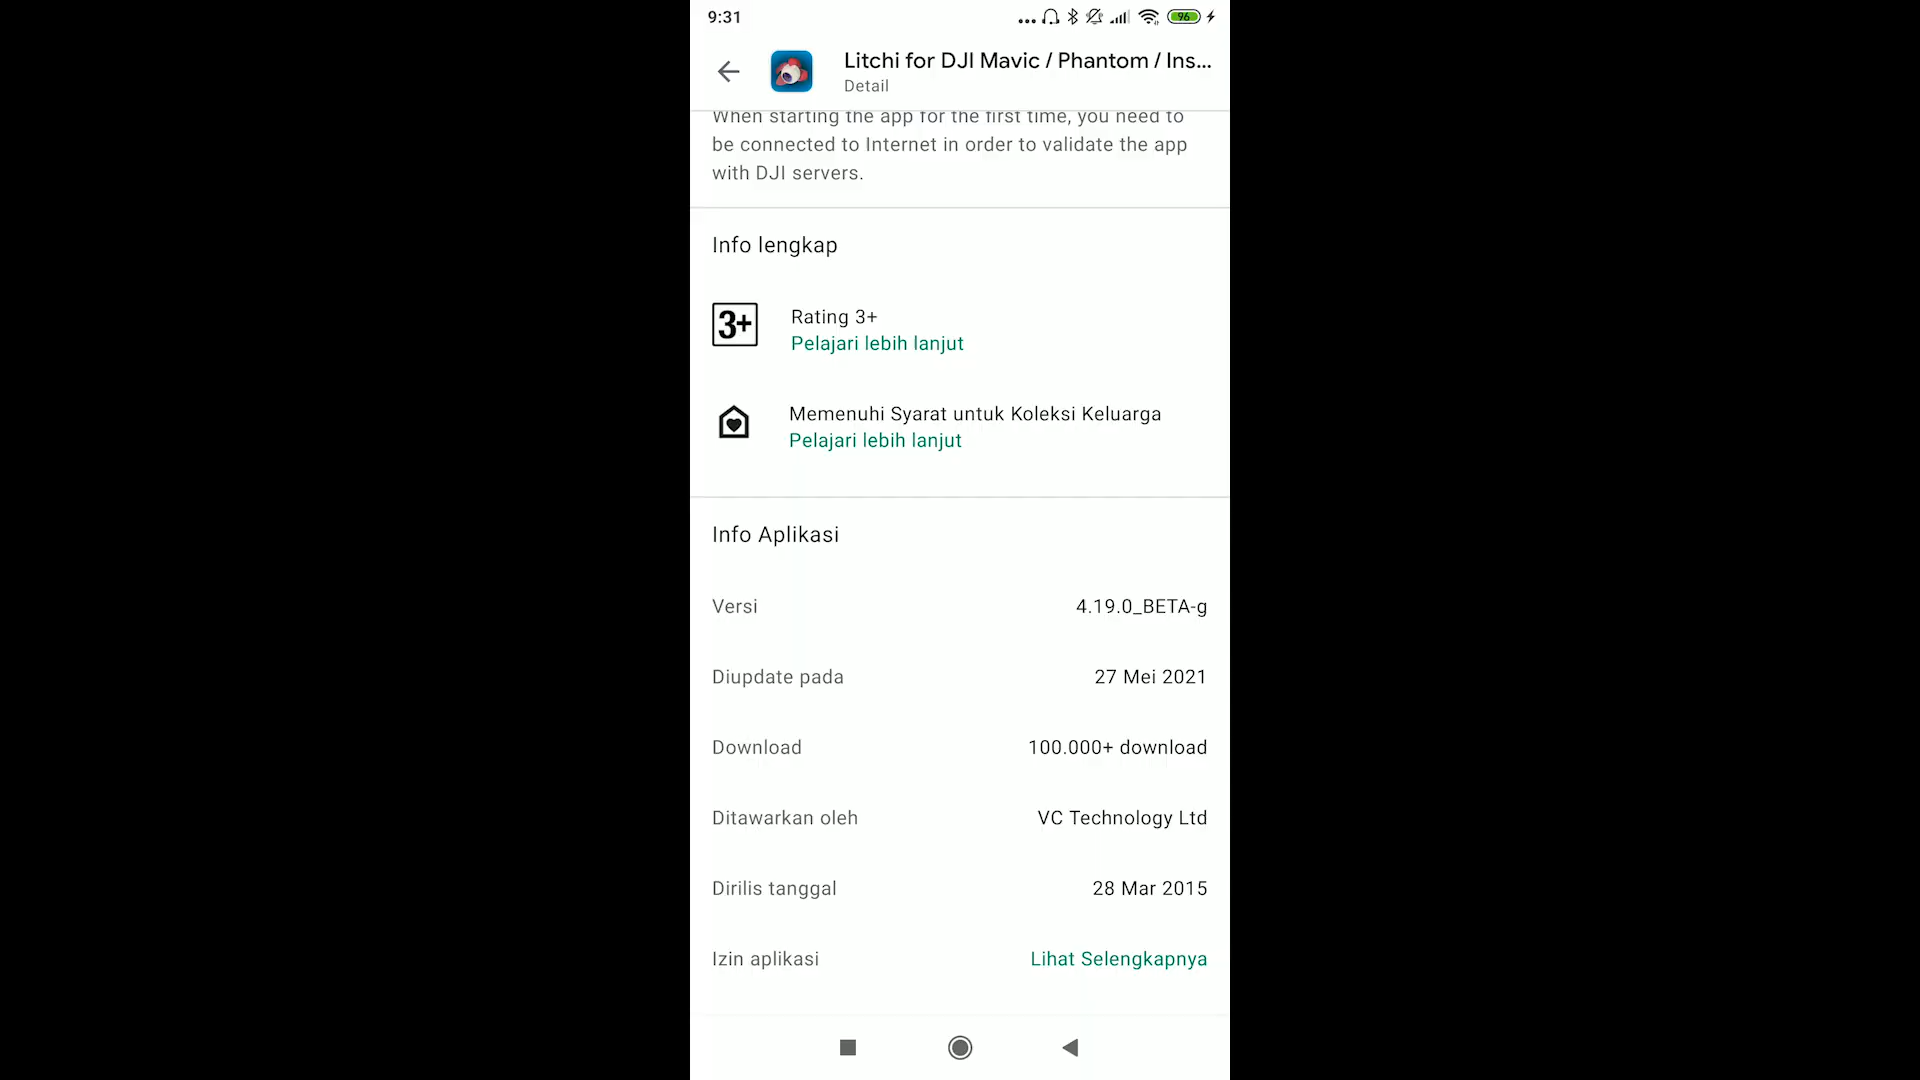 9:31
96
Litchi for DJI Mavic / Phantom / Ins...
Detail
When starting the app for the first time, you need to
be connected to Internet in order to validate the app
with DJI servers.
Info lengkap
3+
Rating 3+
Pelajari lebih lanjut
Memenuhi Syarat untuk Koleksi Keluarga
Pelajari lebih lanjut
Info Aplikasi
Versi 4.19.0_BETA-g
Diupdate pada 27 Mei 2021
Download 100.000+ download
Ditawarkan oleh VC Technology Ltd
Dirilis tanggal 28 Mar 2015
Izin aplikasi Lihat Selengkapnya